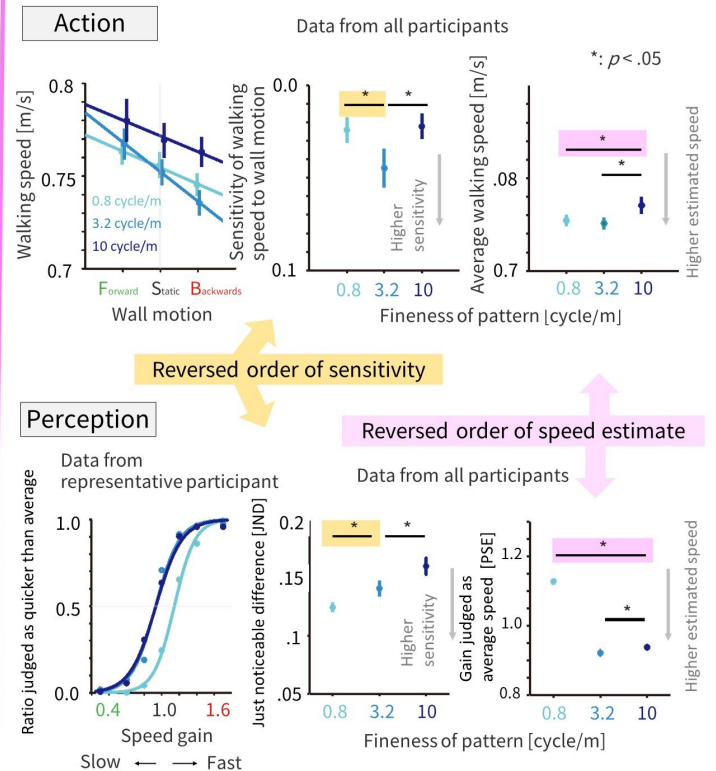 Action
Data from all participants
*: p < .05
Walking speed [m/s]
0.8
0.75
0.7
0.8 cycle/m
3.2 cycle/m
10 cycle/m
Forward Static Backwards
Wall motion
Sensitivity of walking
speed to wall motion
0.0
0.1
*
*
Higher
sensitivity
0.8 3.2 10
Average walking speed [m/s]
.08
0.7
*
*
Higher estimated speed
0.8 3.2 10
Fineness of pattern [cycle/m]
Reversed order of sensitivity
Perception
Reversed order of speed estimate
Data from
representative participant
Data from all participants
Ratio judged as quicker than average
1.0
0.5
0.0
0.4 1.0 1.6
Speed gain
Slow Fast
Just noticeable difference [JND]
0.2
.15
.1
.05
*
*
Higher
sensitivity
0.8 3.2 10
Gain judged as
average speed [PSE]
1.2
1.0
0.8
*
*
Higher estimated speed
0.8 3.2 10
Fineness of pattern [cycle/m]